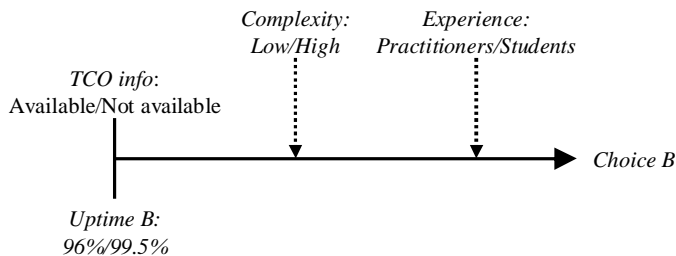 Complexity:
Low/High
Experience:
Practitioners/Students
TCO info:
Available/Not available
Choice B
Uptime B:
96%/99.5%